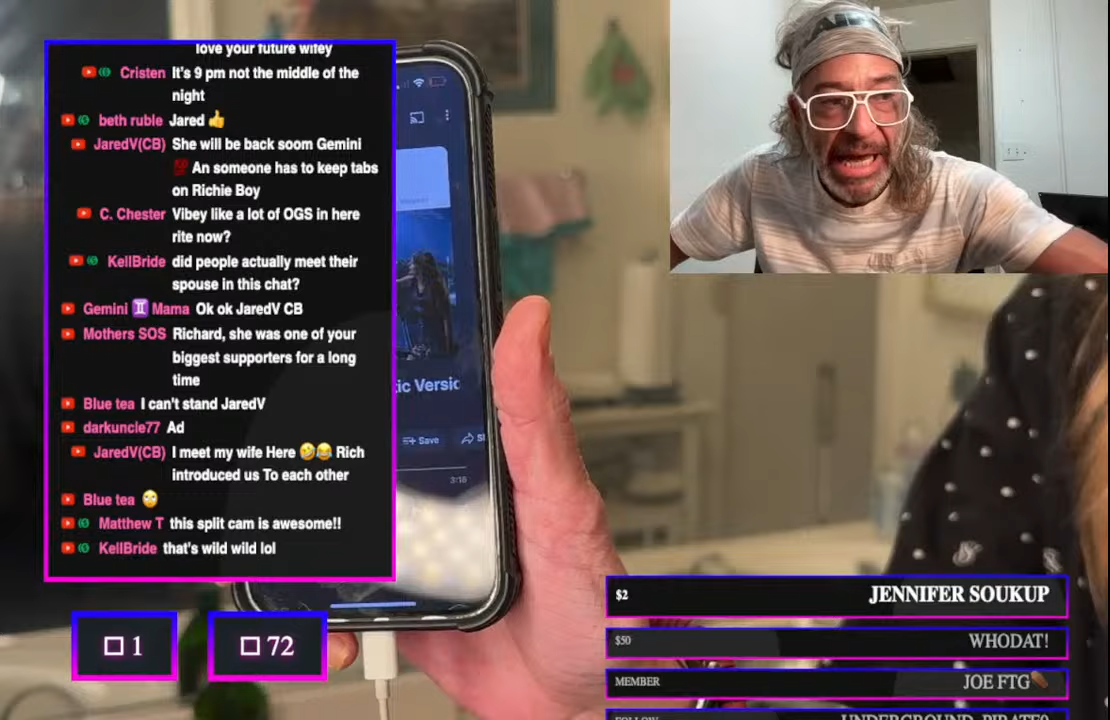 love your future wifey
Cristen It's 9 pm not the middle of the
night
beth ruble Jared 👍
JaredV(CB) She will be back soom Gemini
💯 An someone has to keep tabs
on Richie Boy
C. Chester Vibey like a lot of OGS in here
rite now?
KellBride did people actually meet their
spouse in this chat?
Gemini ♊ Mama Ok ok JaredV CB
Mothers SOS Richard, she was one of your
biggest supporters for a long
time
Blue tea I can't stand JaredV
darkuncle77 Ad
JaredV(CB) I meet my wife Here 🤣😂 Rich
introduced us To each other
Blue tea 🙄
Matthew T this split cam is awesome!!
KellBride that's wild wild lol
1
72
ic Versic
Save
3:16
$2 JENNIFER SOUKUP
$50 WHODAT!
MEMBER JOE FTG
FOLLOW